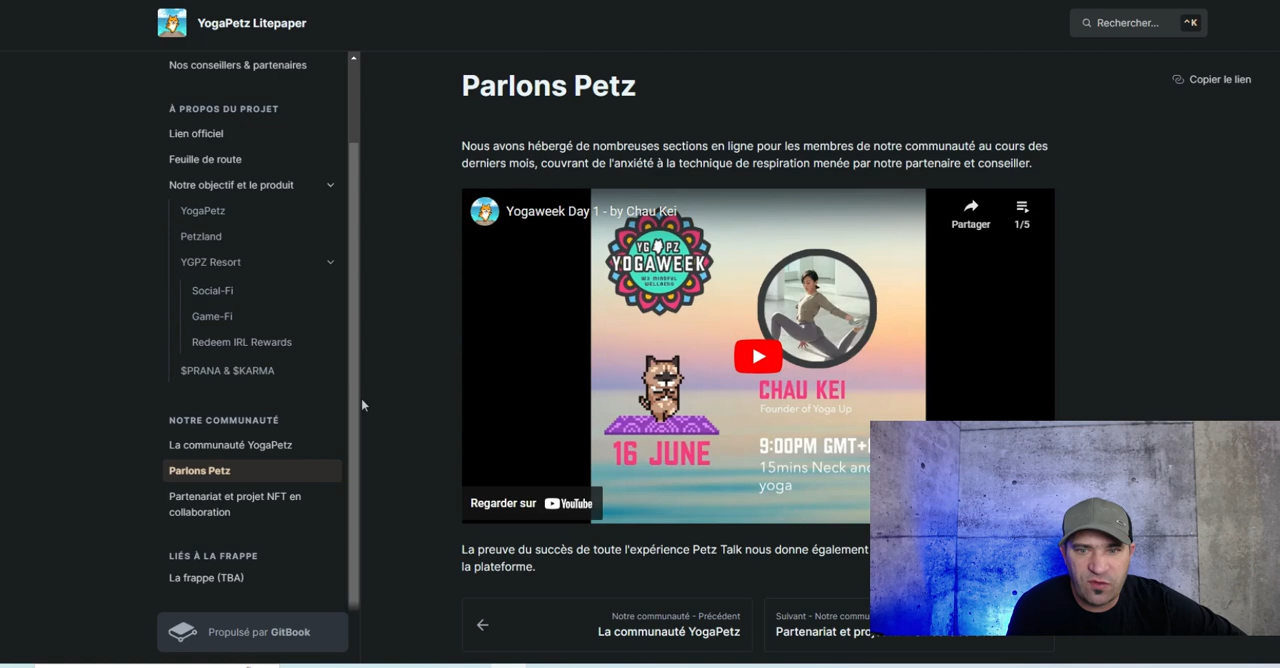 YogaPetz Litepaper
Rechercher...
^K
Nos conseillers & partenaires
À PROPOS DU PROJET
Lien officiel
Feuille de route
Notre objectif et le produit
YogaPetz
Petzland
YGPZ Resort
Social-Fi
Game-Fi
Redeem IRL Rewards
$PRANA & $KARMA
NOTRE COMMUNAUTÉ
La communauté YogaPetz
Parlons Petz
Partenariat et projet NFT en
collaboration
LIÉS À LA FRAPPE
La frappe (TBA)
Propulsé par GitBook
Parlons Petz
Copier le lien
Nous avons hébergé de nombreuses sections en ligne pour les membres de notre communauté au cours des
derniers mois, couvrant de l'anxiété à la technique de respiration menée par notre partenaire et conseiller.
Yogaweek Day 1 - by Chau Kei
Partager
1/5
YG PZ
YOGAWEEK
W3 MINDFUL
WELLNESS
CHAU KEI
Founder of Yoga Up
16 JUNE
9:00PM GMT+
15mins Neck and
yoga
Regarder sur YouTube
La preuve du succès de toute l'expérience Petz Talk nous donne également
la plateforme.
Notre communauté - Précédent
La communauté YogaPetz
Suivant - Notre commu
Partenariat et proj